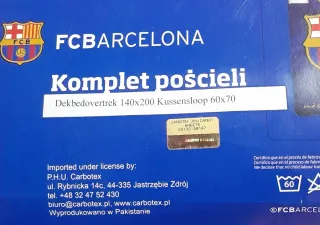 FCB
FCBARCELONA
Komplet pościeli
Dekbedovertrek 140x200 Kussensloop 60x70
Imported under license by:
P.H.U. Carbotex
ul. Rybnicka 14c, 44-335 Jastrzębie Zdrój
tel. +48 32 47 52 430
biuro@carbotex.pl, www.carbotex.pl
Wyprodukowano w Pakistanie
60
FCBARCELONA